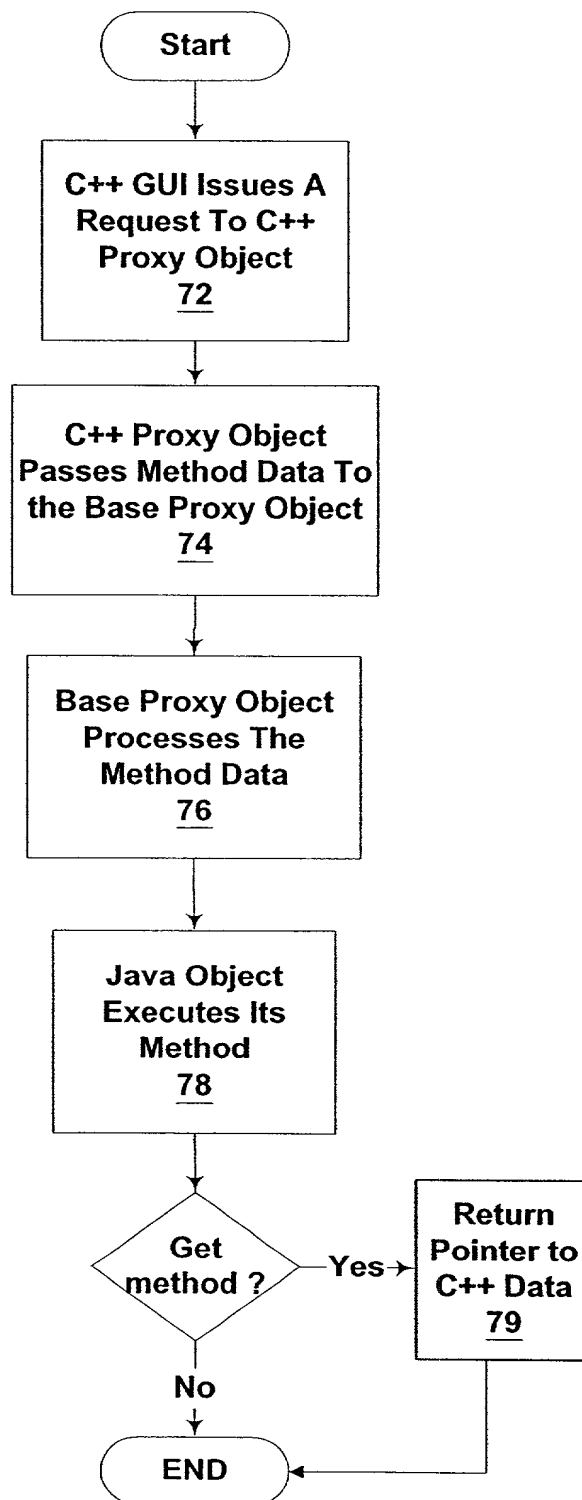 Start
C++ GUI Issues A
Request To C++
Proxy Object
72
C++ Proxy Object
Passes Method Data To
the Base Proxy Object
74
Base Proxy Object
Processes The
Method Data
76
Java Object
Executes Its
Method
78
Get
method ?
Yes
Return
Pointer to
C++ Data
79
No
END